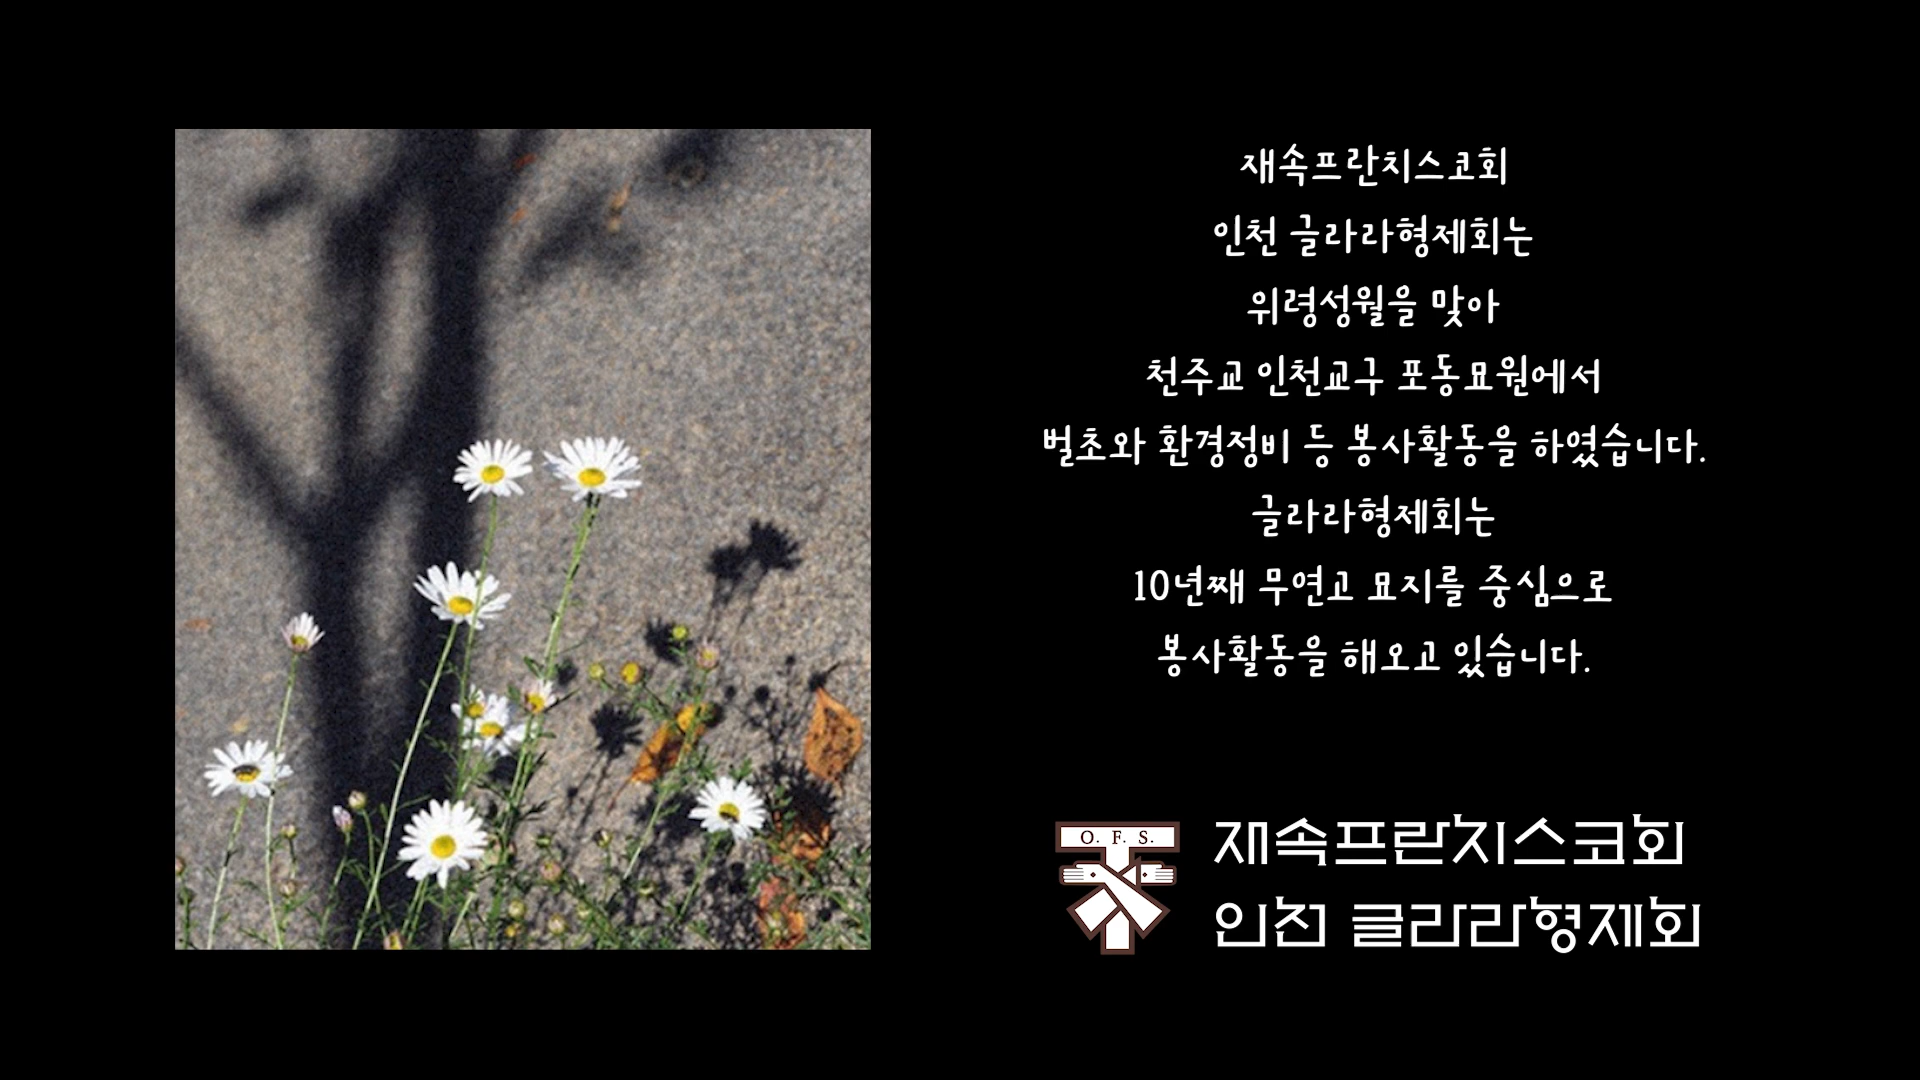 재속프란치스코회
인천 글라라형제회는
위령성월을 맞아
천주교 인천교구 포동묘원에서
벌초와 환경정비 등 봉사활동을 하였습니다.
글라라형제회는
10년째 무연고 묘지를 중심으로
봉사활동을 해오고 있습니다.
O. F. S.
재속프란치스코회
인천 글라라형제회